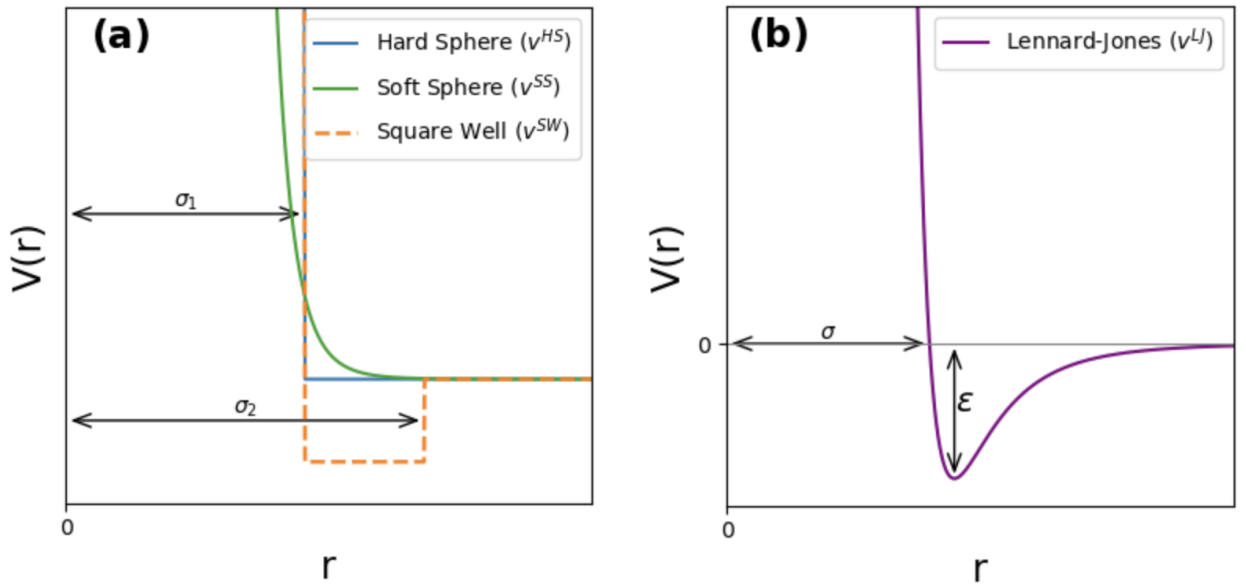 (a)
Hard Sphere (v^HS)
Soft Sphere (v^SS)
Square Well (v^SW)
σ₁
V(r)
σ₂
0
r
(b)
Lennard-Jones (v^LJ)
V(r)
0
σ
ε
0
r